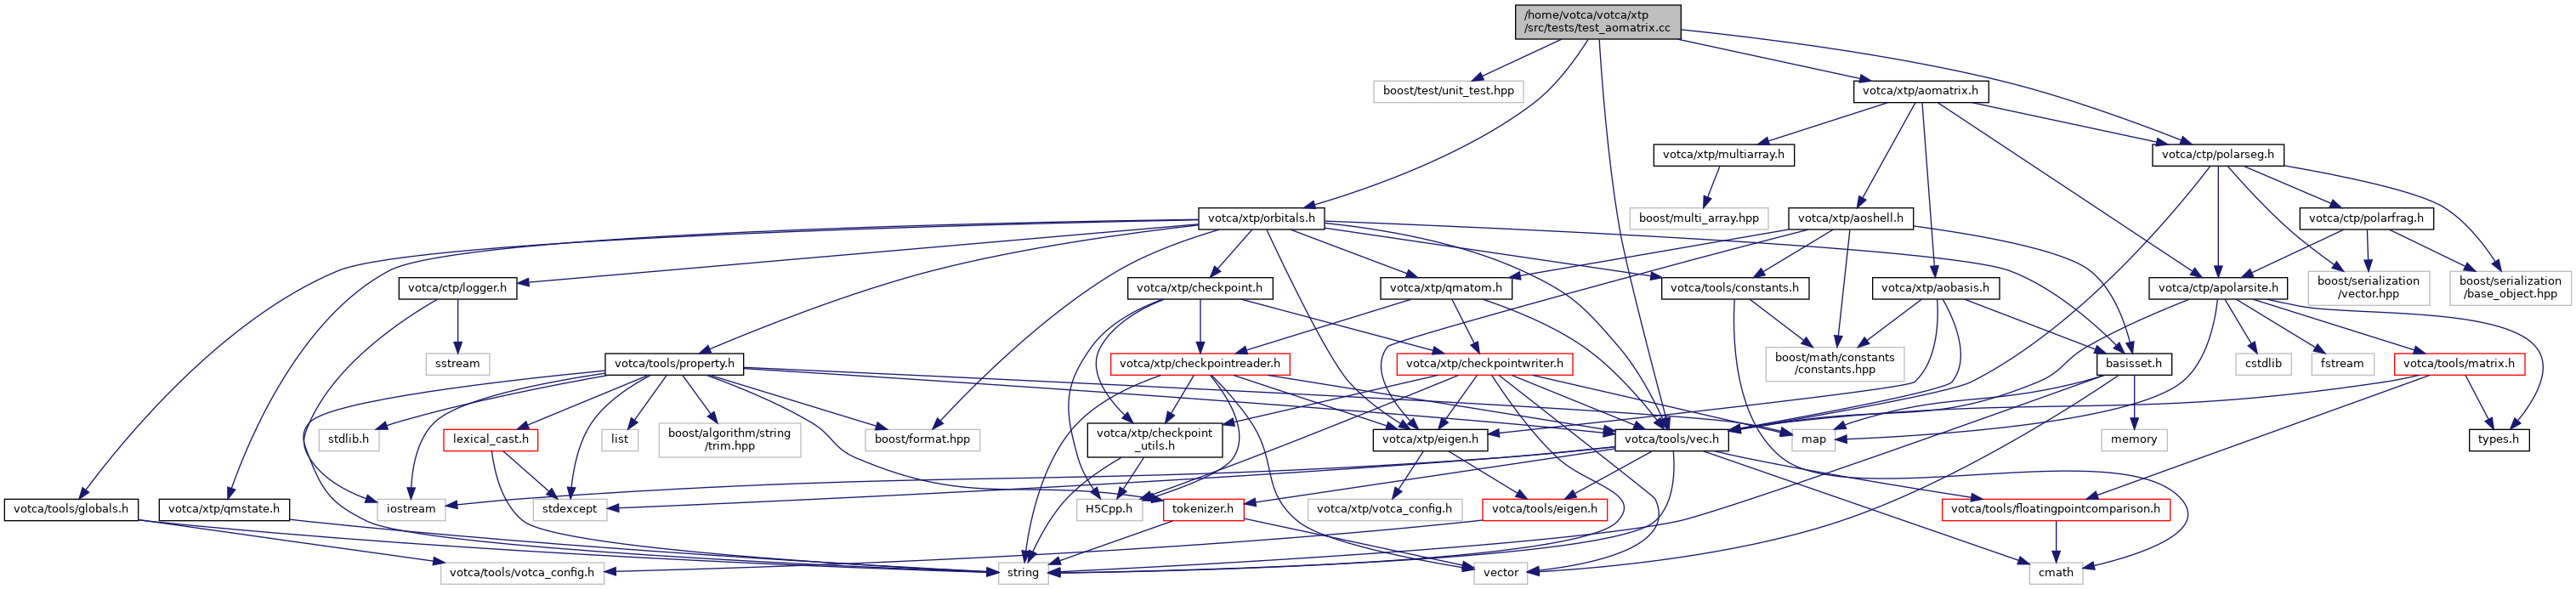 /home/votca/votca/xtp
/src/tests/test_aomatrix.cc
boost/test/unit_test.hpp
votca/xtp/aomatrix.h
votca/xtp/multiarray.h
votca/ctp/polarseg.h
votca/xtp/orbitals.h
boost/multi_array.hpp
votca/xtp/aoshell.h
votca/ctp/polarfrag.h
votca/ctp/logger.h
votca/xtp/checkpoint.h
votca/xtp/qmatom.h
votca/tools/constants.h
votca/xtp/aobasis.h
votca/ctp/apolarsite.h
boost/serialization
/vector.hpp
boost/serialization
/base_object.hpp
sstream
votca/tools/property.h
votca/xtp/checkpointreader.h
votca/xtp/checkpointwriter.h
boost/math/constants
/constants.hpp
basisset.h
cstdlib
fstream
votca/tools/matrix.h
stdlib.h
lexical_cast.h
list
boost/algorithm/string
/trim.hpp
boost/format.hpp
votca/xtp/checkpoint
_utils.h
votca/xtp/eigen.h
votca/tools/vec.h
map
memory
types.h
votca/tools/globals.h
votca/xtp/qmstate.h
iostream
stdexcept
H5Cpp.h
tokenizer.h
votca/xtp/votca_config.h
votca/tools/eigen.h
votca/tools/floatingpointcomparison.h
votca/tools/votca_config.h
string
vector
cmath